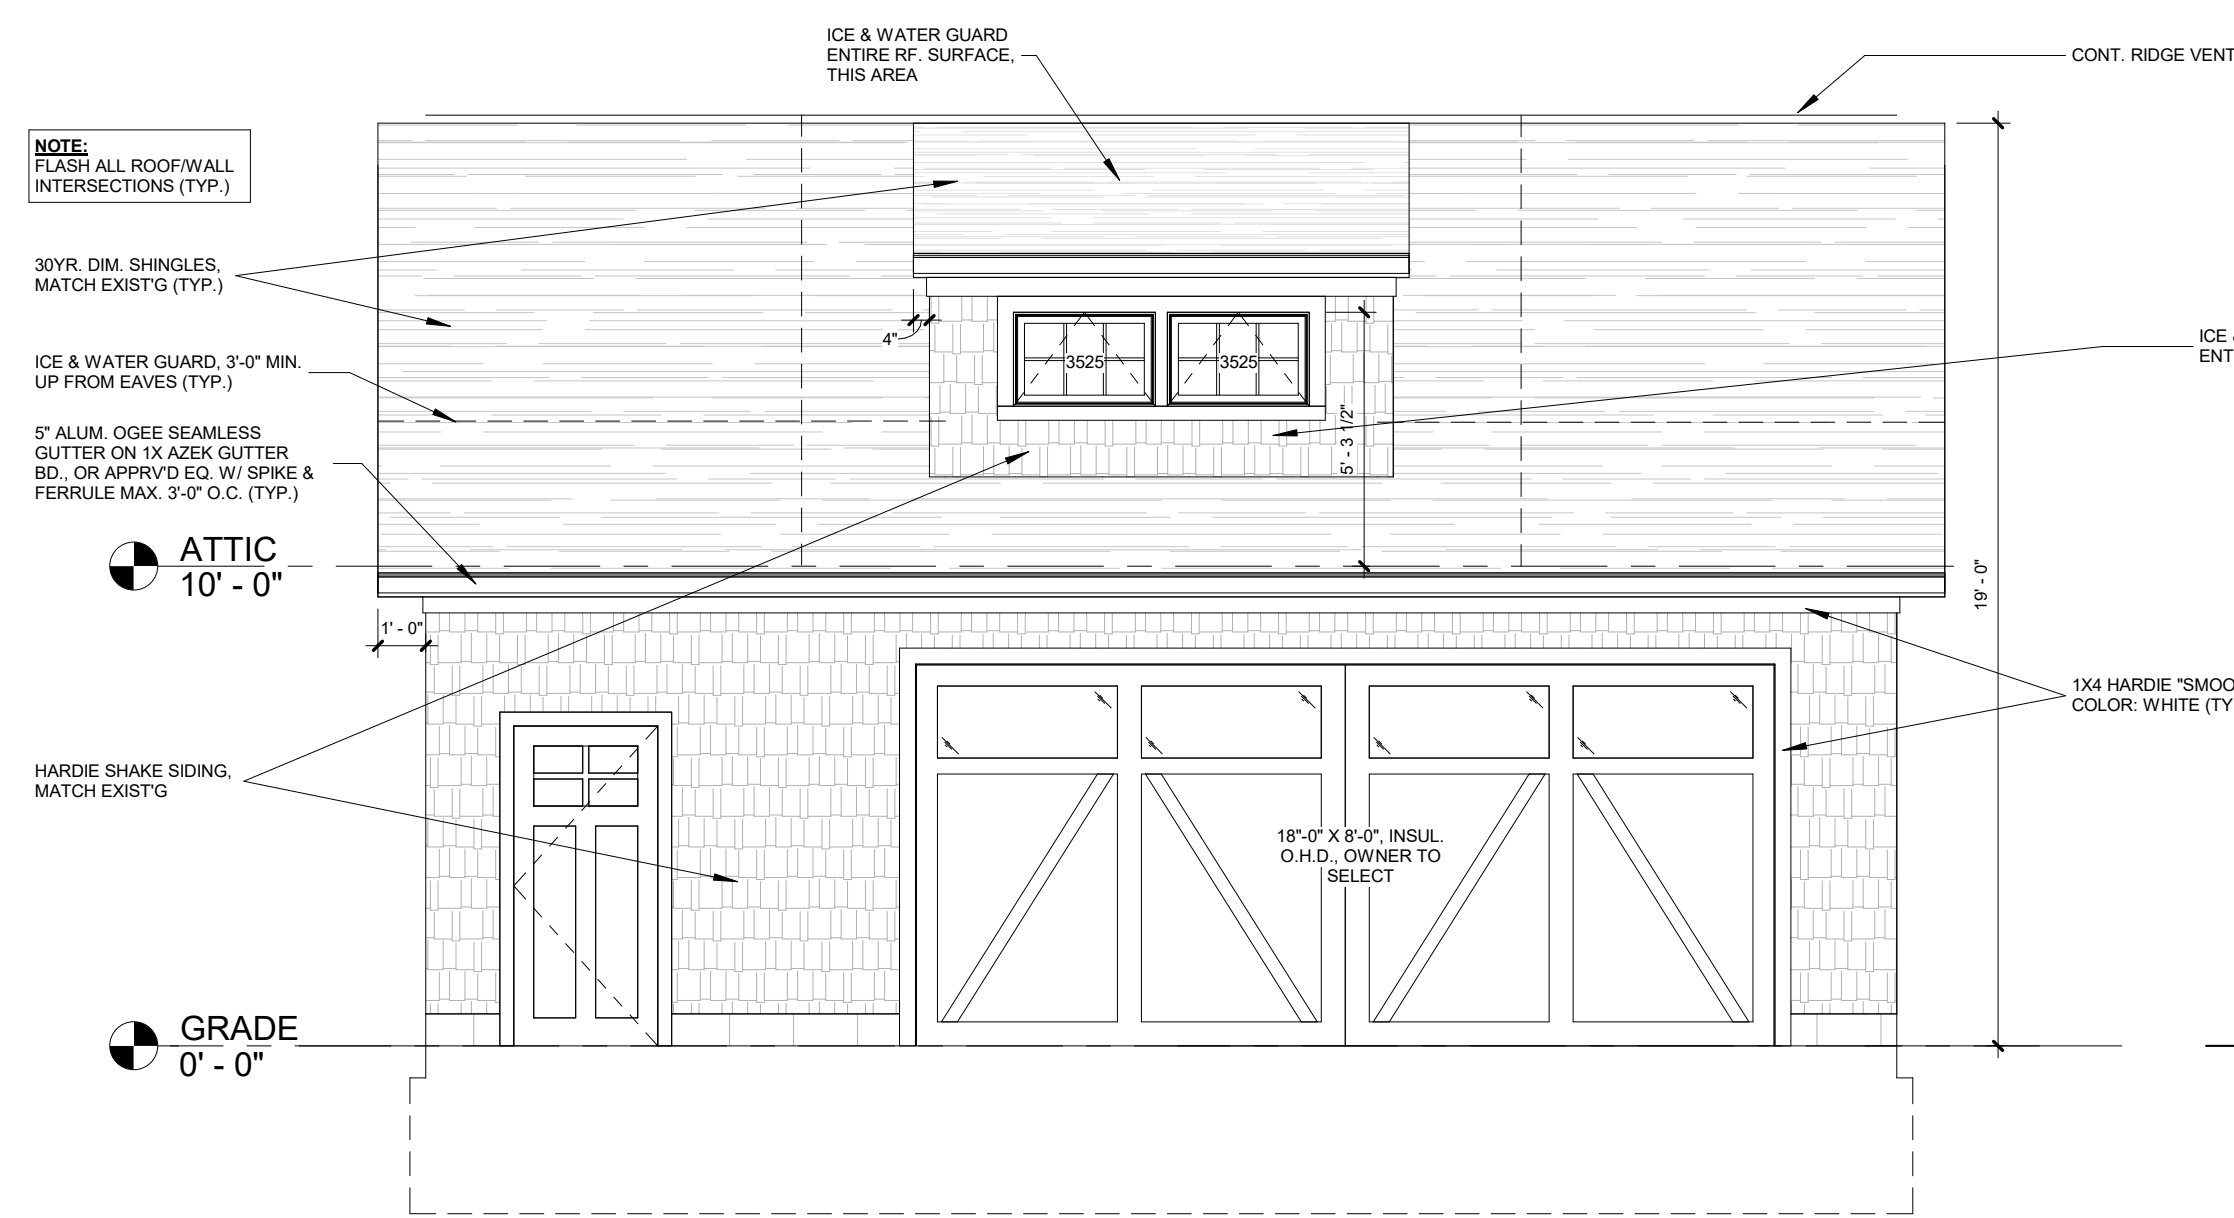 ICE & WATER GUARD
ENTIRE RF. SURFACE,
THIS AREA
CONT. RIDGE VENT
NOTE:
FLASH ALL ROOF/WALL
INTERSECTIONS (TYP.)
30YR. DIM. SHINGLES,
MATCH EXIST'G (TYP.)
4"
3525
3525
ICE &
ENT
ICE & WATER GUARD, 3'-0" MIN.
UP FROM EAVES (TYP.)
5' - 3 1/2"
5" ALUM. OGEE SEAMLESS
GUTTER ON 1X AZEK GUTTER
BD., OR APPRV'D EQ. W/ SPIKE &
FERRULE MAX. 3'-0" O.C. (TYP.)
ATTIC
10' - 0"
19' - 0"
1' - 0"
1X4 HARDIE "SMOO
COLOR: WHITE (TY
HARDIE SHAKE SIDING,
MATCH EXIST'G
18"-0" X 8'-0", INSUL.
O.H.D., OWNER TO
SELECT
GRADE
0' - 0"